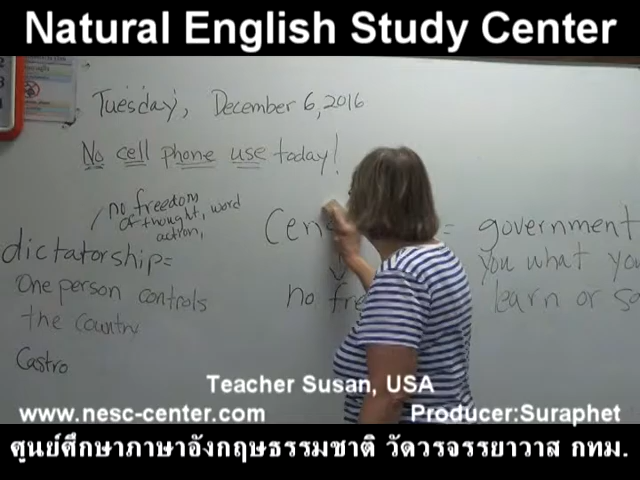 Natural English Study Center
Tuesday, December 6, 2016
No cell phone use today!
no freedom
of thought, word
action,
dictatorship=
One person controls
the country
Castro
Cen
no fre
= government
you what yo
learn or s
Teacher Susan, USA
www.nesc-center.com
Producer:Suraphet
ศูนย์ศึกษาภาษาอังกฤษธรรมชาติ วัดวรจรรยาวาส กทม.